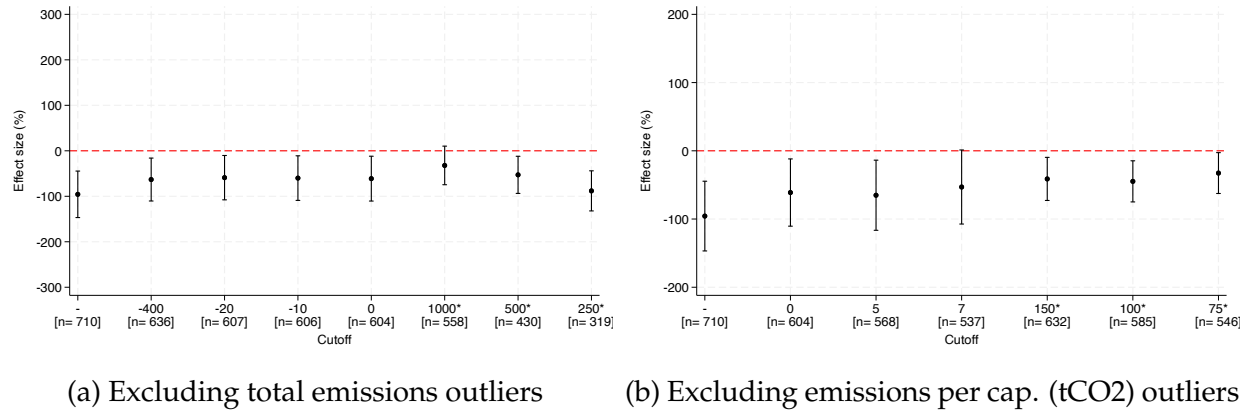 300
200
100
0
-100
-200
-300
Effect size (%)
- -400 -20 -10 0 1000* 500* 250*
[n= 710] [n= 636] [n= 607] [n= 606] [n= 604] [n= 558] [n= 430] [n= 319]
Cutoff
(a) Excluding total emissions outliers
200
100
0
-100
-200
Effect size (%)
- 0 5 7 150* 100* 75*
[n= 710] [n= 604] [n= 568] [n= 537] [n= 632] [n= 585] [n= 546]
Cutoff
(b) Excluding emissions per cap. (tCO2) outliers